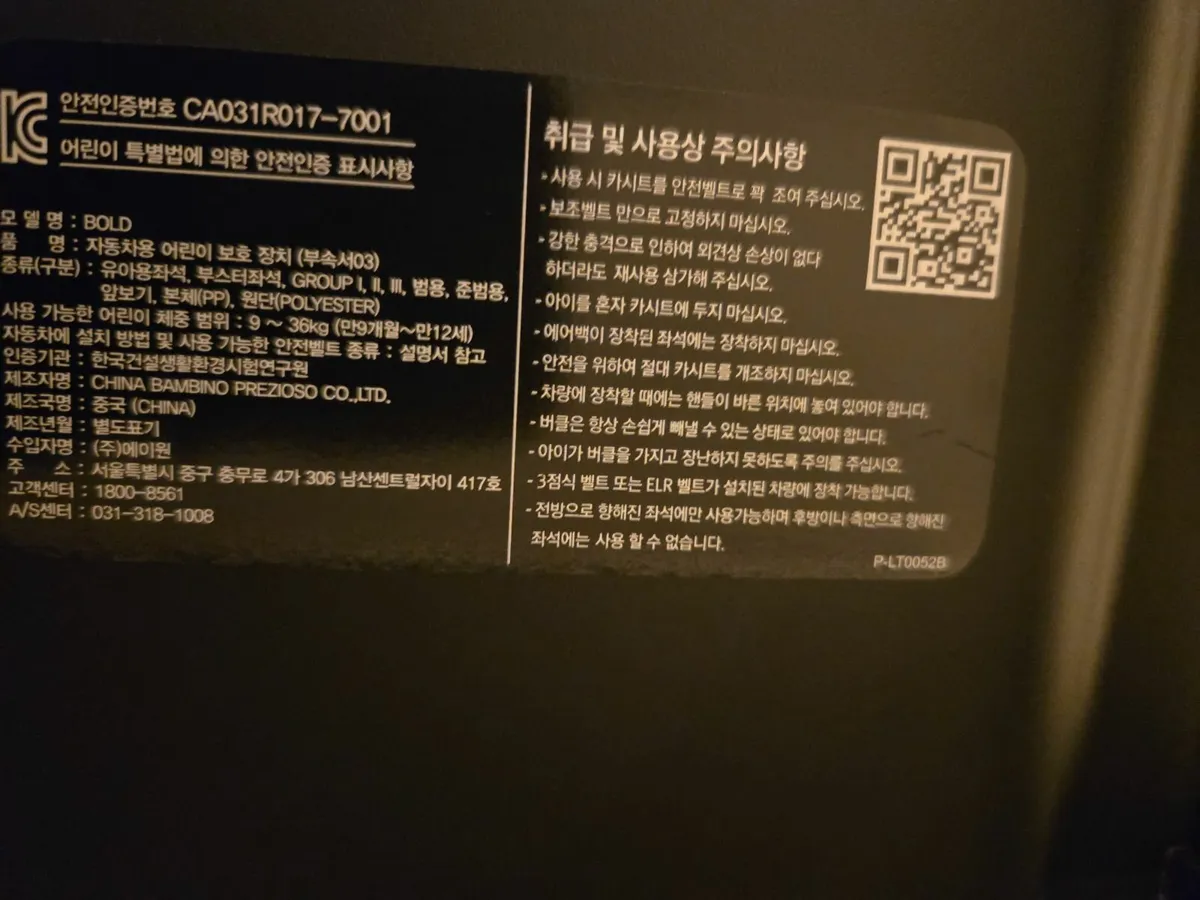 KC 안전인증번호 CA031R017-7001
어린이 특별법에 의한 안전인증 표시사항
모 델 명 : BOLD
품 명 : 자동차용 어린이 보호 장치 (부속서03)
종류(구분) : 유아용좌석, 부스터좌석, GROUP I, II, III, 범용, 준범용,
앞보기, 본체(PP), 원단(POLYESTER)
사용 가능한 어린이 체중 범위 : 9 ~ 36kg (만9개월~만12세)
자동차에 설치 방법 및 사용 가능한 안전벨트 종류 : 설명서 참고
인증기관 : 한국건설생활환경시험연구원
제조자명 : CHINA BAMBINO PREZIOSO CO.,LTD.
제조국명 : 중국 (CHINA)
제조년월 : 별도표기
수입자명 : (주)에이원
주 소 : 서울특별시 중구 충무로 4가 306 남산센트럴자이 417호
고객센터 : 1800-8561
A/S센터 : 031-318-1008
취급 및 사용상 주의사항
- 사용 시 카시트를 안전벨트로 꽉 조여 주십시오.
- 보조벨트 만으로 고정하지 마십시오.
- 강한 충격으로 인하여 외견상 손상이 없다
하더라도 재사용 삼가해 주십시오.
- 아이를 혼자 카시트에 두지 마십시오.
- 에어백이 장착된 좌석에는 장착하지 마십시오.
- 안전을 위하여 절대 카시트를 개조하지 마십시오.
- 차량에 장착할 때에는 핸들이 바른 위치에 놓여 있어야 합니다.
- 버클은 항상 손쉽게 빼낼 수 있는 상태로 있어야 합니다.
- 아이가 버클을 가지고 장난하지 못하도록 주의를 주십시오.
- 3점식 벨트 또는 ELR 벨트가 설치된 차량에 장착 가능합니다.
- 전방으로 향해진 좌석에만 사용가능하며 후방이나 측면으로 향해진
좌석에는 사용 할 수 없습니다.
P-LT0052B